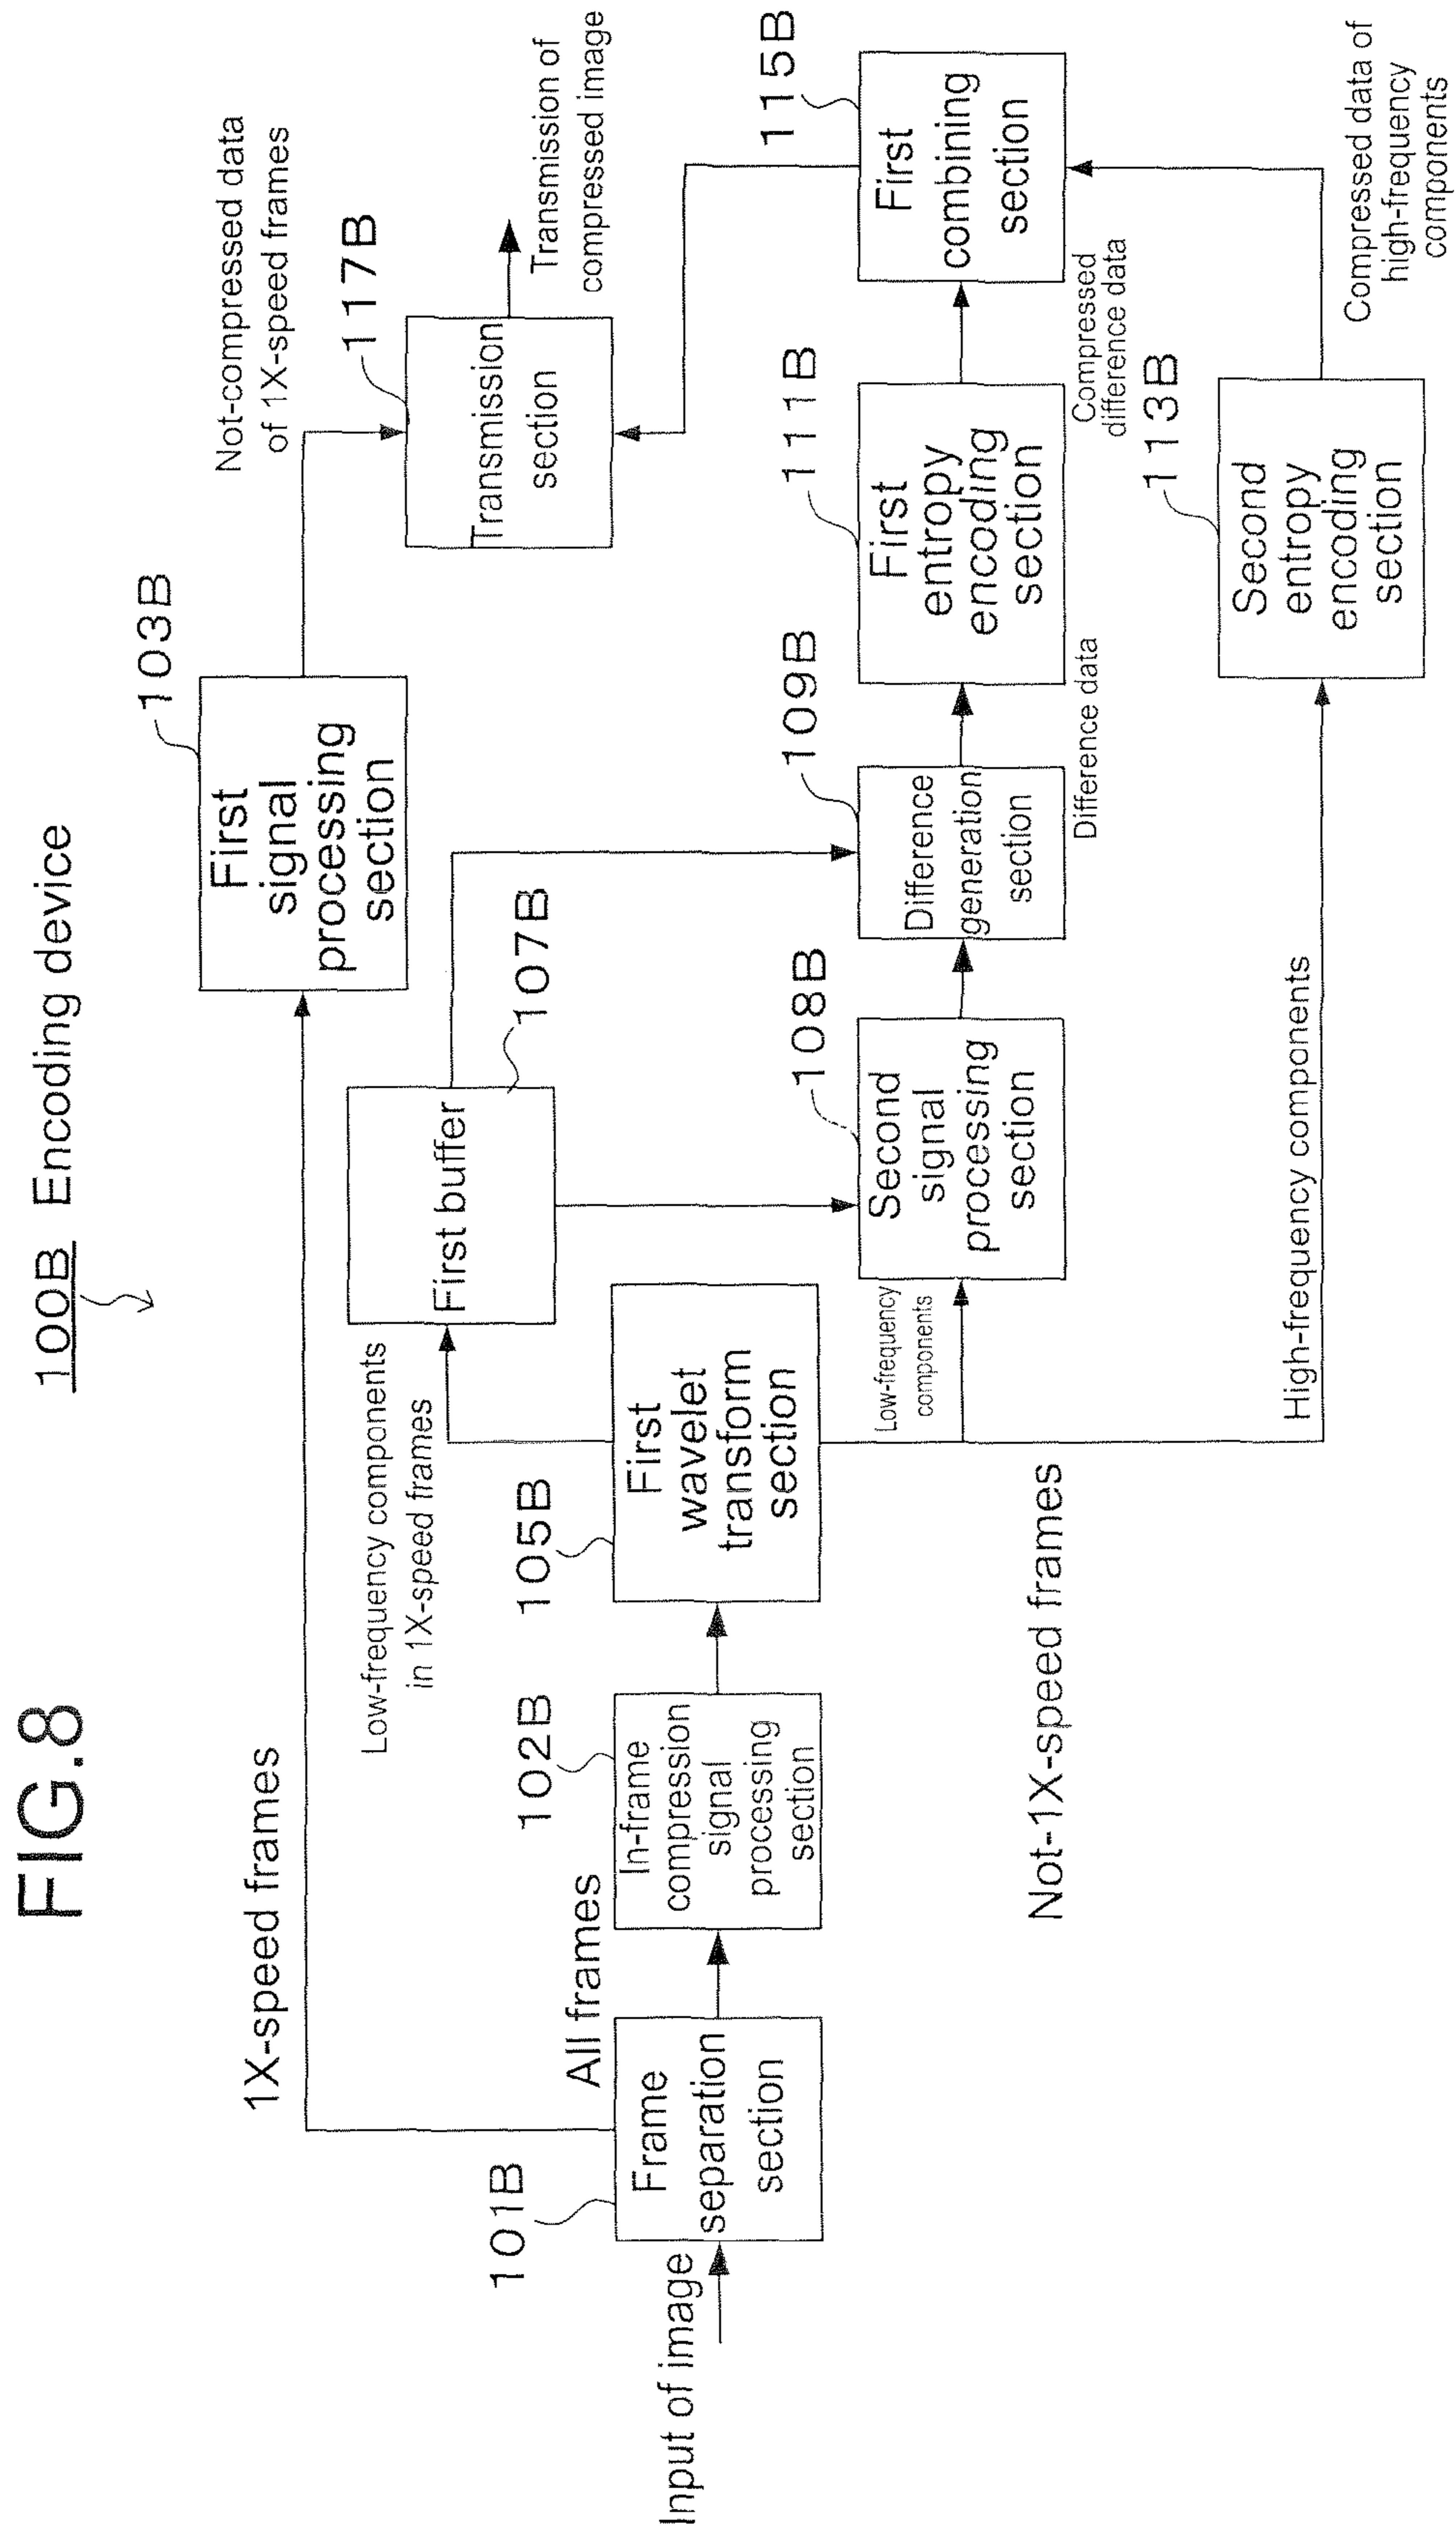 FIG.8
100B Encoding device
1X-speed frames
103B
First
signal
processing
section
Not-compressed data
of 1X-speed frames
117B
Transmission
section
Transmission of
compressed image
Low-frequency components
in 1X-speed frames
First buffer
107B
Input of image
101B
Frame
separation
section
All frames
102B
In-frame
compression
signal
processing
section
105B
First
wavelet
transform
section
Low-frequency
components
108B
Second
signal
processing
section
109B
Difference
generation
section
Difference data
111B
First
entropy
encoding
section
Compressed
difference data
115B
First
combining
section
Not-1X-speed frames
High-frequency components
113B
Second
entropy
encoding
section
Compressed data of
high-frequency
components